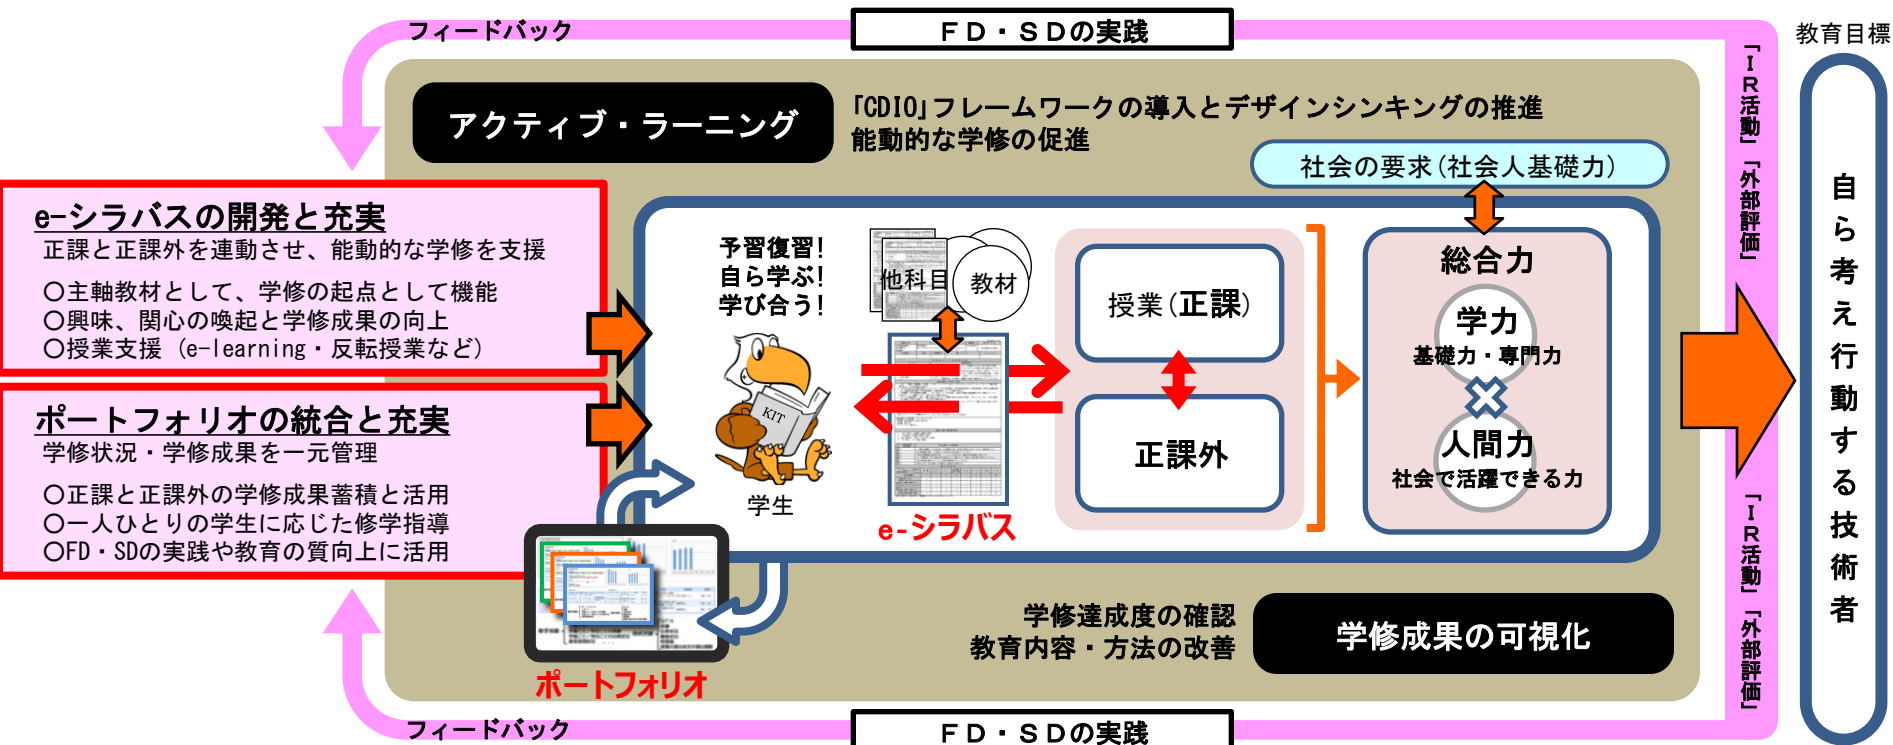 フィードバック
ＦＤ・ＳＤの実践
教育目標
アクティブ・ラーニング
「CDIO」フレームワークの導入とデザインシンキングの推進
能動的な学修の促進
社会の要求(社会人基礎力)
「ＩＲ活動」「外部評価」
自ら考え行動する技術者
e-シラバスの開発と充実
正課と正課外を連動させ、能動的な学修を支援
○主軸教材として、学修の起点として機能
○興味、関心の喚起と学修成果の向上
○授業支援（e-learning・反転授業など）
ポートフォリオの統合と充実
学修状況・学修成果を一元管理
○正課と正課外の学修成果蓄積と活用
○一人ひとりの学生に応じた修学指導
○FD・SDの実践や教育の質向上に活用
予習復習！
自ら学ぶ！
学び合う！
KIT
学生
他科目
教材
e-シラバス
授業(正課)
正課外
総合力
学力
基礎力・専門力
人間力
社会で活躍できる力
ポートフォリオ
学修達成度の確認
教育内容・方法の改善
学修成果の可視化
「ＩＲ活動」「外部評価」
フィードバック
ＦＤ・ＳＤの実践